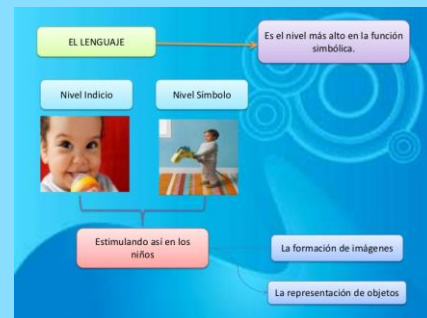 EL LENGUAJE
Es el nivel más alto en la función
simbólica.
Nivel Indicio
Nivel Símbolo
Estimulando así en los
niños
La formación de imágenes
La representación de objetos